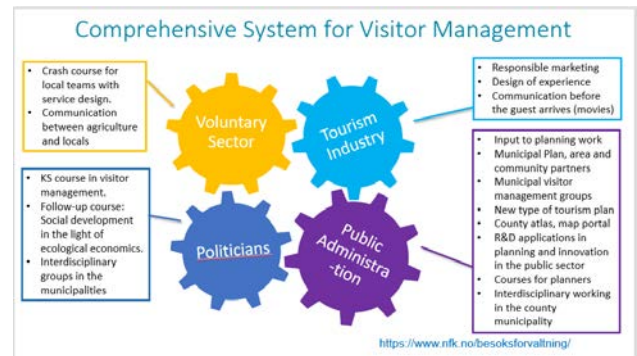 Comprehensive System for Visitor Management
• Crash course for
local teams with
service design.
• Communication
between agriculture
and locals
Voluntary
Sector
Tourism
Industry
• Responsible marketing
• Design of experience
• Communication before
the guest arrives (movies)
• KS course in visitor
management.
• Follow-up course:
Social development
in the light of
ecological economics.
• Interdisciplinary
groups in the
municipalities
Politicians
Public
Administra
-tion
• Input to planning work
• Municipal Plan, area and
community partners
• Municipal visitor
management groups
• New type of tourism plan
• County atlas, map portal
• R&D applications in
planning and innovation
in the public sector
• Courses for planners
• Interdisciplinary working
in the county
municipality
https://www.nfk.no/besoksforvaltning/